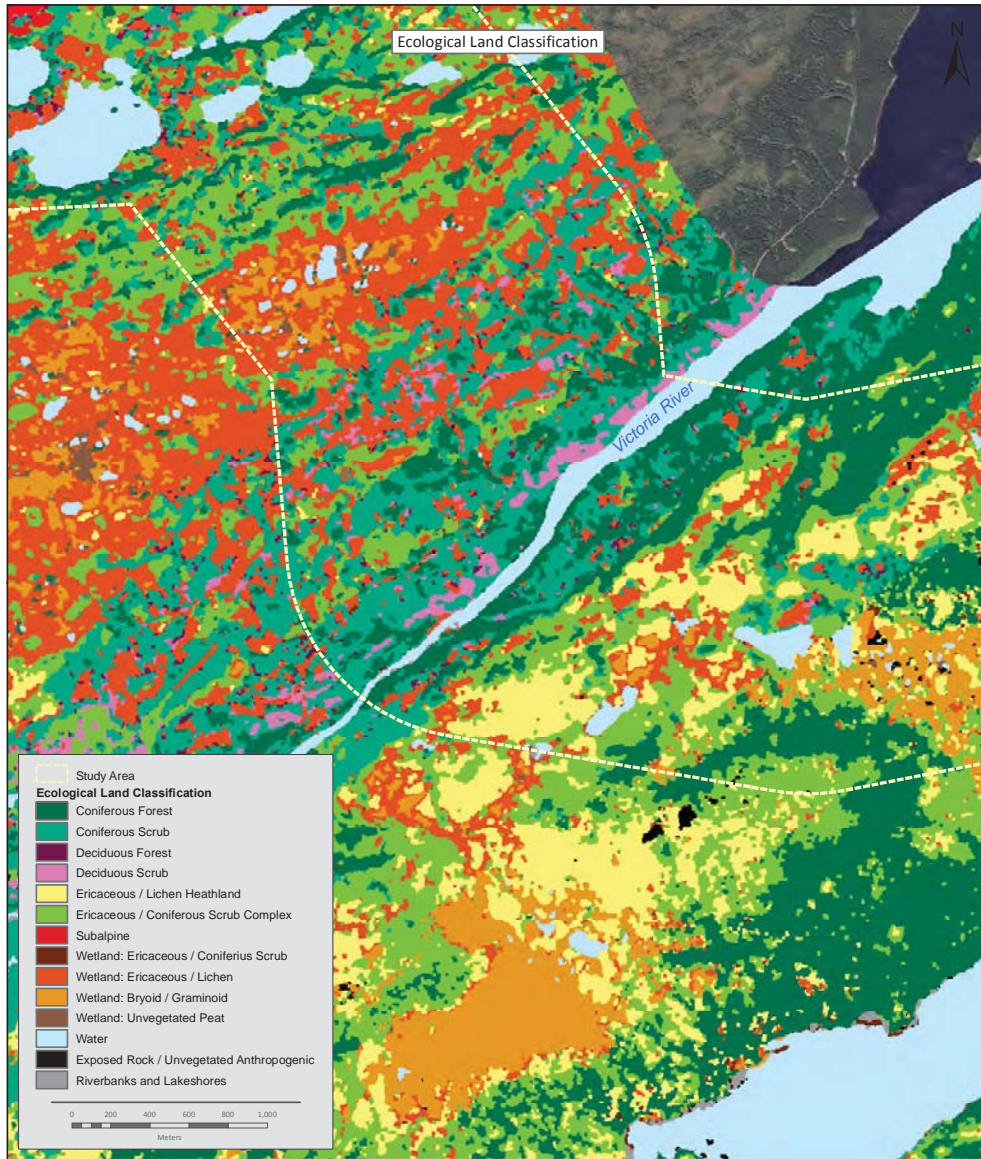 Ecological Land Classification
N
Victoria River
Study Area
Ecological Land Classification
Coniferous Forest
Coniferous Scrub
Deciduous Forest
Deciduous Scrub
Ericaceous / Lichen Heathland
Ericaceous / Coniferous Scrub Complex
Subalpine
Wetland: Ericaceous / Coniferius Scrub
Wetland: Ericaceous / Lichen
Wetland: Bryoid / Graminoid
Wetland: Unvegetated Peat
Water
Exposed Rock / Unvegetated Anthropogenic
Riverbanks and Lakeshores
0 200 400 600 800 1,000
Meters